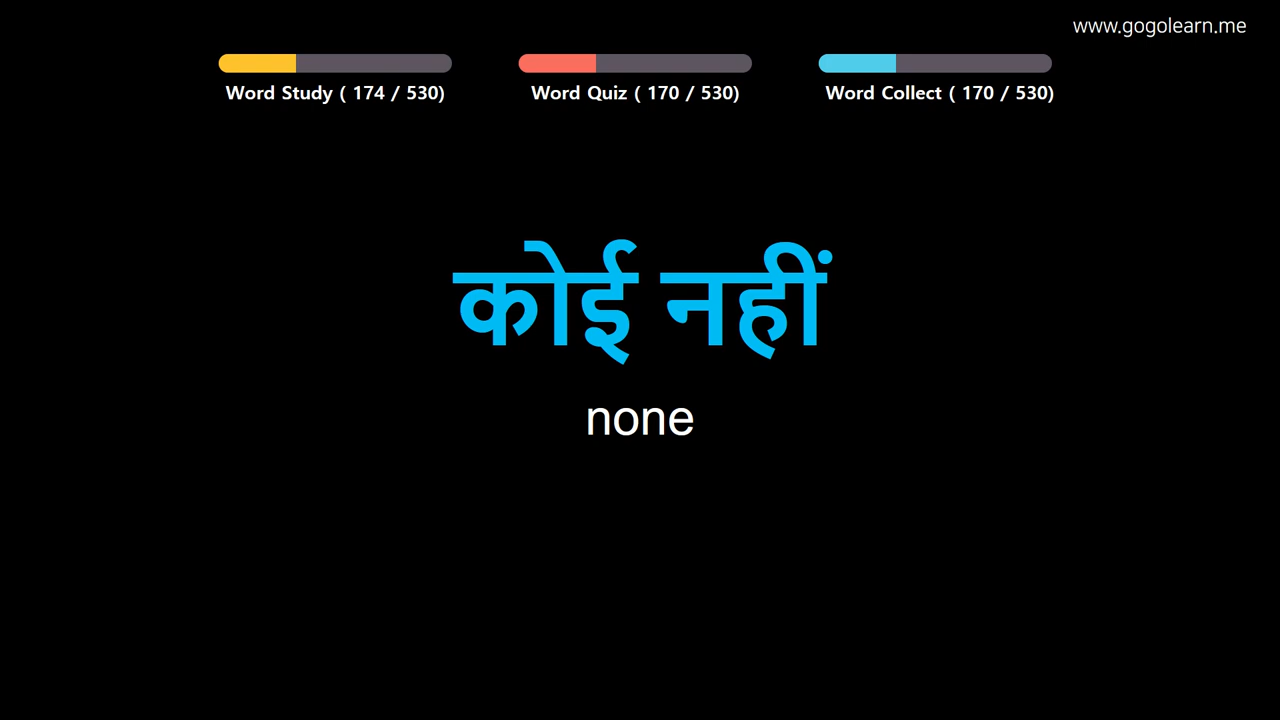 www.gogolearn.me
Word Study ( 174 / 530)
Word Quiz ( 170 / 530)
Word Collect ( 170 / 530)
कोई नहीं
none